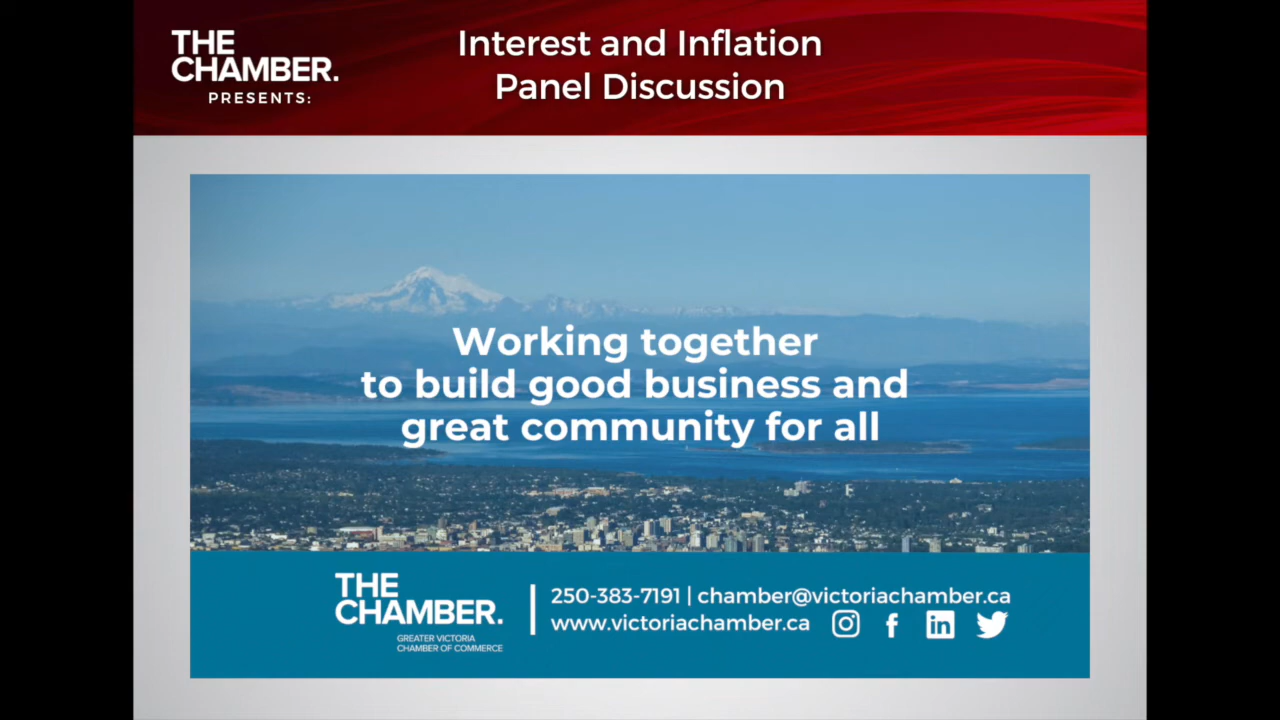 THE
CHAMBER.
PRESENTS:
Interest and Inflation
Panel Discussion
Working together
to build good business and
great community for all
THE
CHAMBER.
GREATER VICTORIA
CHAMBER OF COMMERCE
250-383-7191 | chamber@victoriachamber.ca
www.victoriachamber.ca